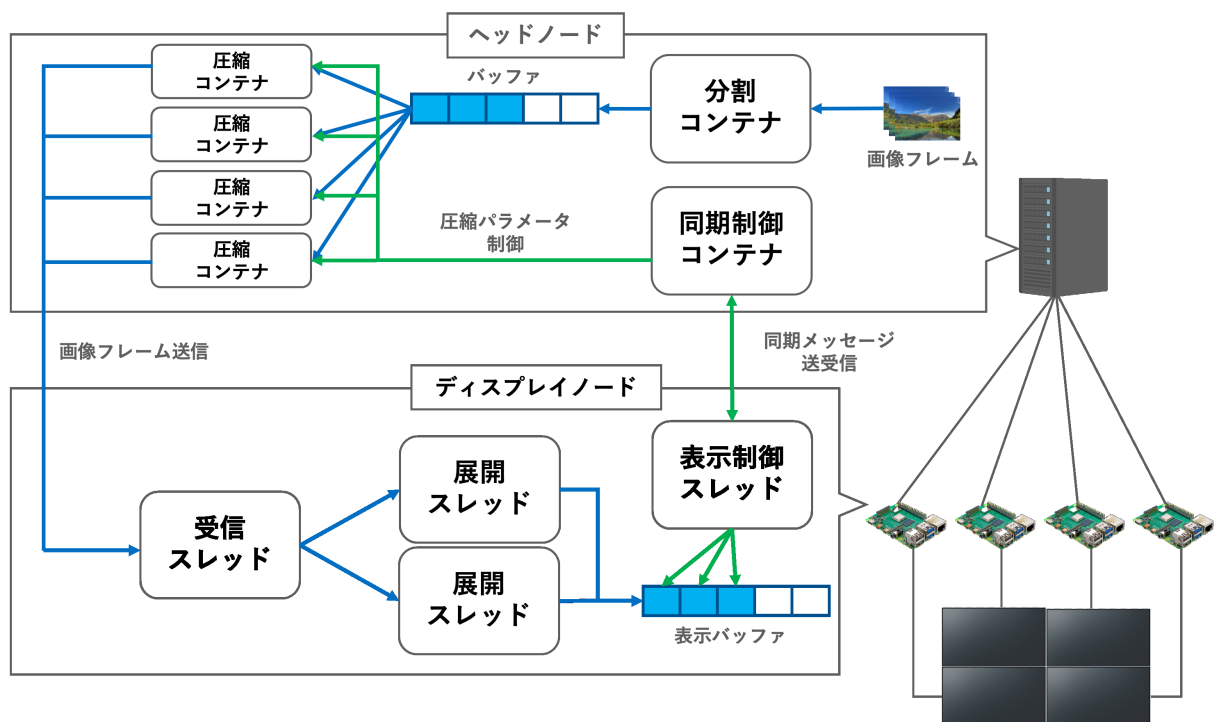 ヘッドノード
圧縮
コンテナ
圧縮
コンテナ
圧縮
コンテナ
圧縮
コンテナ
バッファ
分割
コンテナ
画像フレーム
圧縮パラメータ
制御
同期制御
コンテナ
画像フレーム送信
同期メッセージ
送受信
ディスプレイノード
受信
スレッド
展開
スレッド
展開
スレッド
表示制御
スレッド
表示バッファ